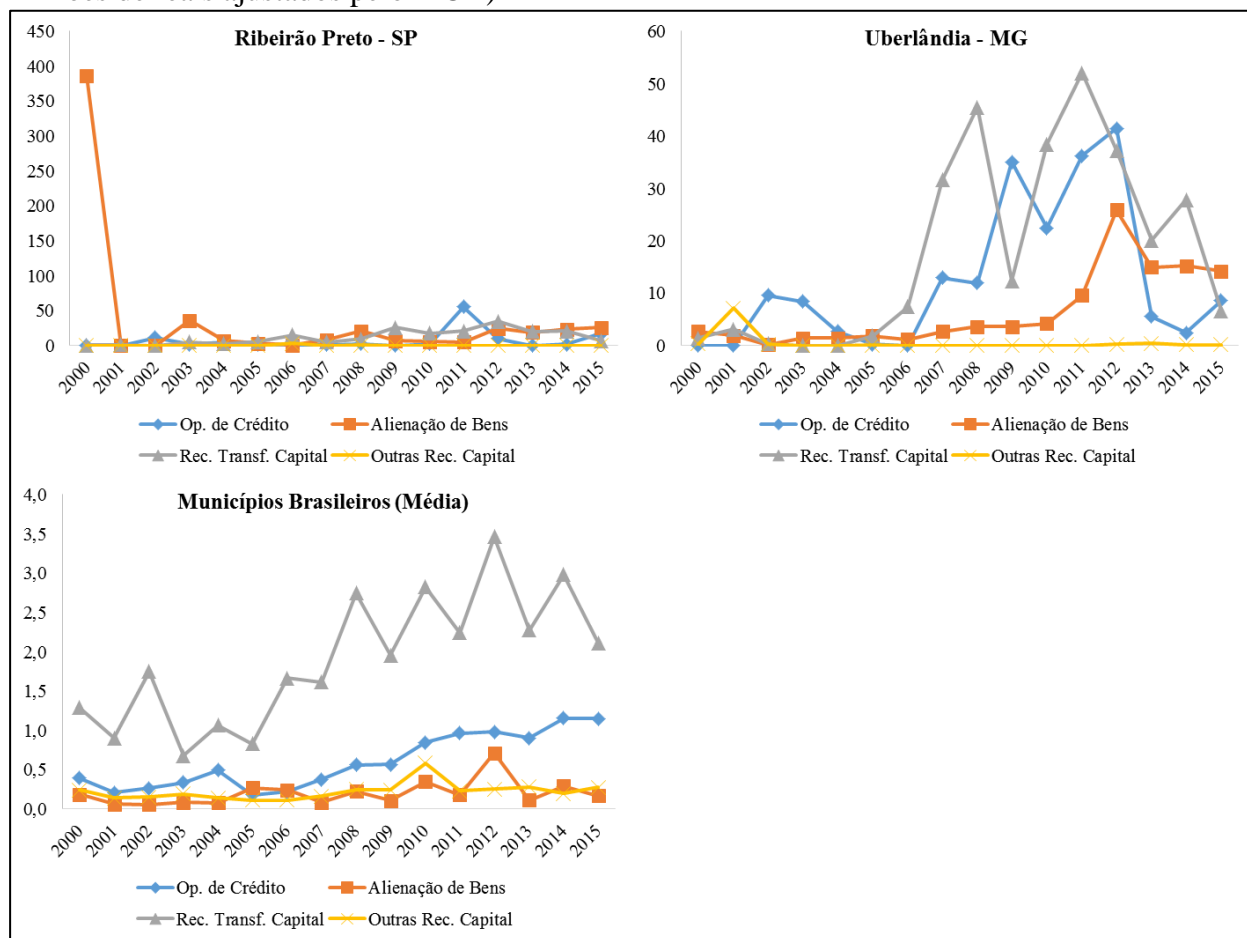 Ribeirão Preto - SP
450
400
350
300
250
200
150
100
50
0
2000 2001 2002 2003 2004 2005 2006 2007 2008 2009 2010 2011 2012 2013 2014 2015
Op. de Crédito Alienação de Bens
Rec. Transf. Capital Outras Rec. Capital
Uberlândia - MG
60
50
40
30
20
10
0
2000 2001 2002 2003 2004 2005 2006 2007 2008 2009 2010 2011 2012 2013 2014 2015
Op. de Crédito Alienação de Bens
Rec. Transf. Capital Outras Rec. Capital
Municípios Brasileiros (Média)
4,0
3,5
3,0
2,5
2,0
1,5
1,0
0,5
0,0
2000 2001 2002 2003 2004 2005 2006 2007 2008 2009 2010 2011 2012 2013 2014 2015
Op. de Crédito Alienação de Bens
Rec. Transf. Capital Outras Rec. Capital